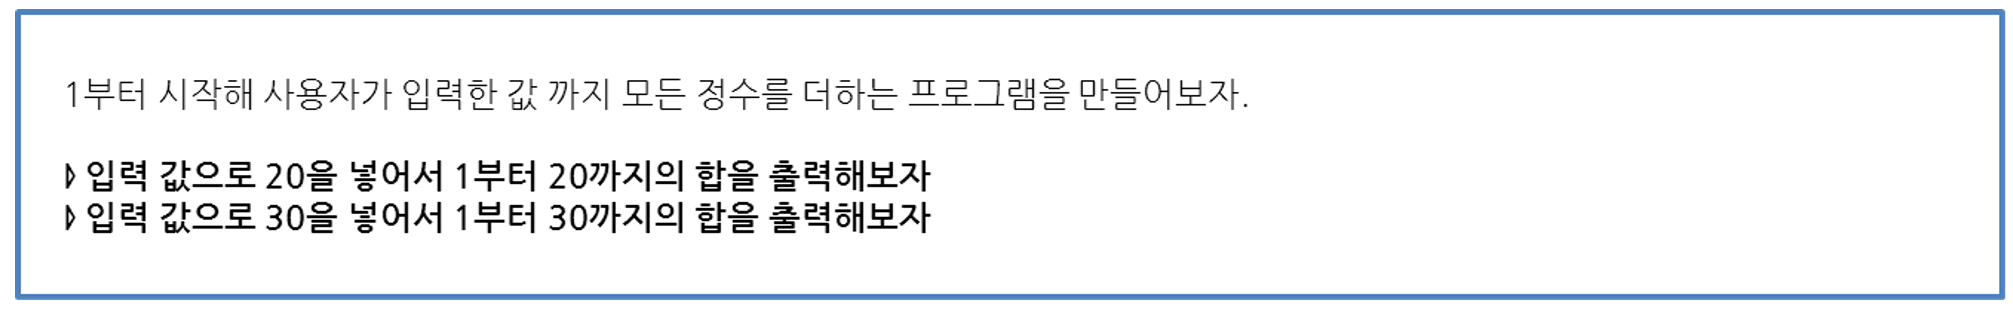 1부터 시작해 사용자가 입력한 값 까지 모든 정수를 더하는 프로그램을 만들어보자.
▷ 입력 값으로 20을 넣어서 1부터 20까지의 합을 출력해보자
▷ 입력 값으로 30을 넣어서 1부터 30까지의 합을 출력해보자